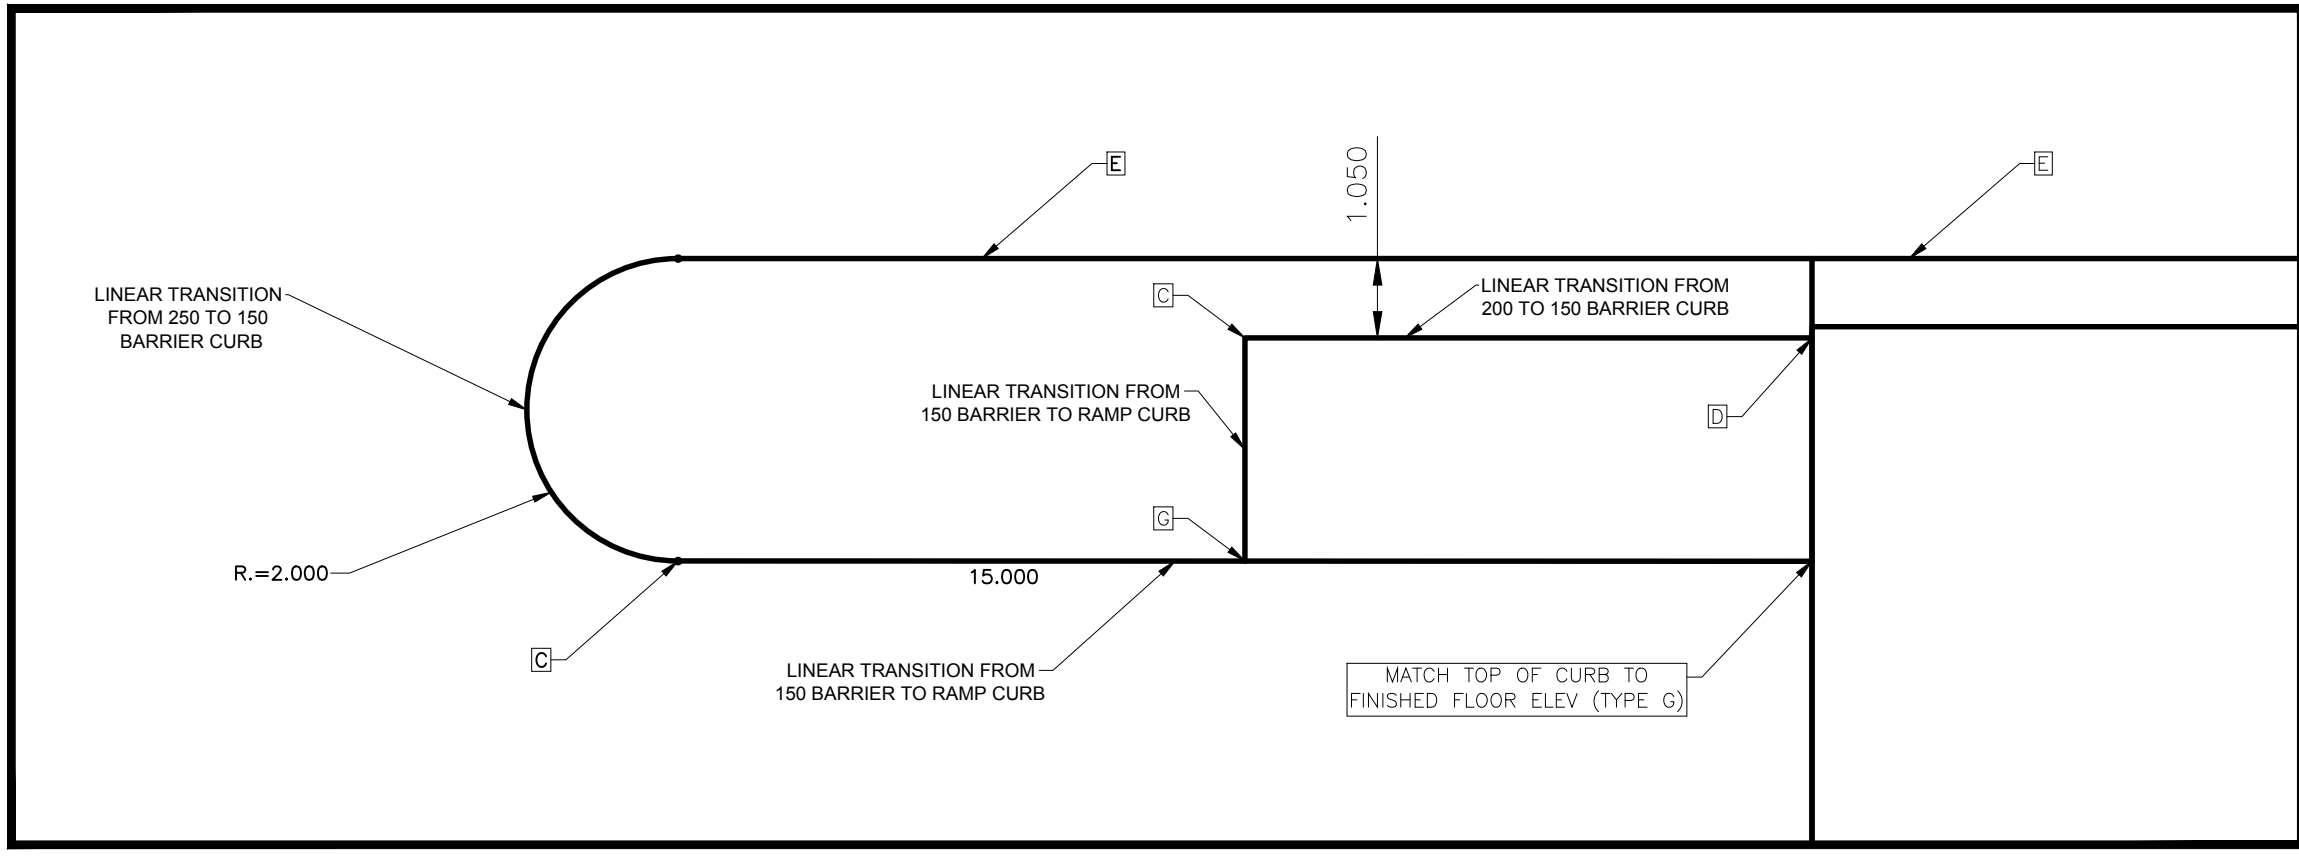 E
E
1.050
LINEAR TRANSITION
FROM 250 TO 150
BARRIER CURB
C
LINEAR TRANSITION FROM
200 TO 150 BARRIER CURB
LINEAR TRANSITION FROM
150 BARRIER TO RAMP CURB
D
G
R.=2.000
15.000
C
LINEAR TRANSITION FROM
150 BARRIER TO RAMP CURB
MATCH TOP OF CURB TO
FINISHED FLOOR ELEV (TYPE G)